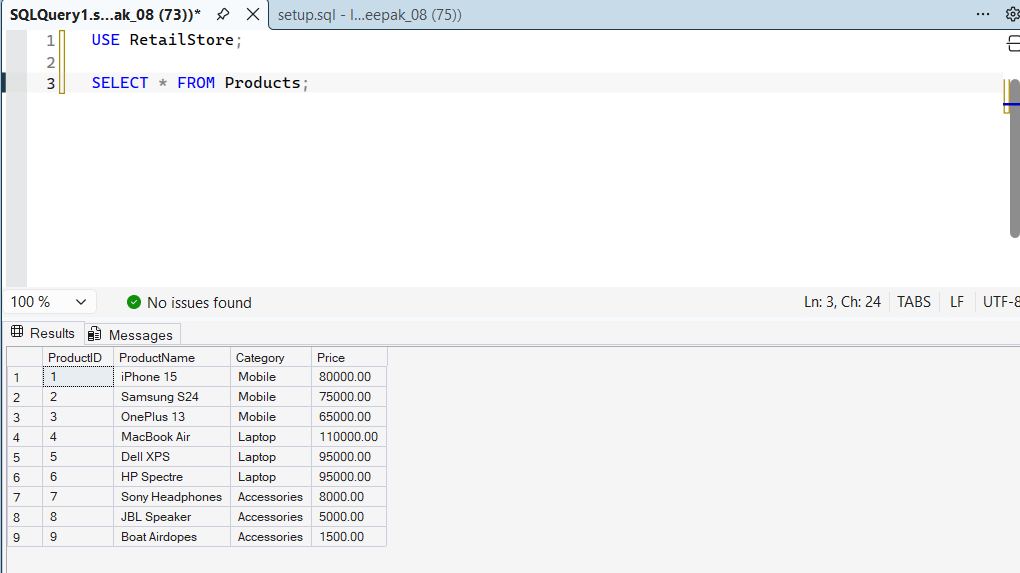 SQLQuery1.s...ak_08 (73))* setup.sql - l...eepak_08 (75))
1 USE RetailStore;
2
3 SELECT * FROM Products;
100 % No issues found Ln: 3, Ch: 24 TABS LF UTF-8
Results Messages
ProductID ProductName Category Price
1 1 iPhone 15 Mobile 80000.00
2 2 Samsung S24 Mobile 75000.00
3 3 OnePlus 13 Mobile 65000.00
4 4 MacBook Air Laptop 110000.00
5 5 Dell XPS Laptop 95000.00
6 6 HP Spectre Laptop 95000.00
7 7 Sony Headphones Accessories 8000.00
8 8 JBL Speaker Accessories 5000.00
9 9 Boat Airdopes Accessories 1500.00